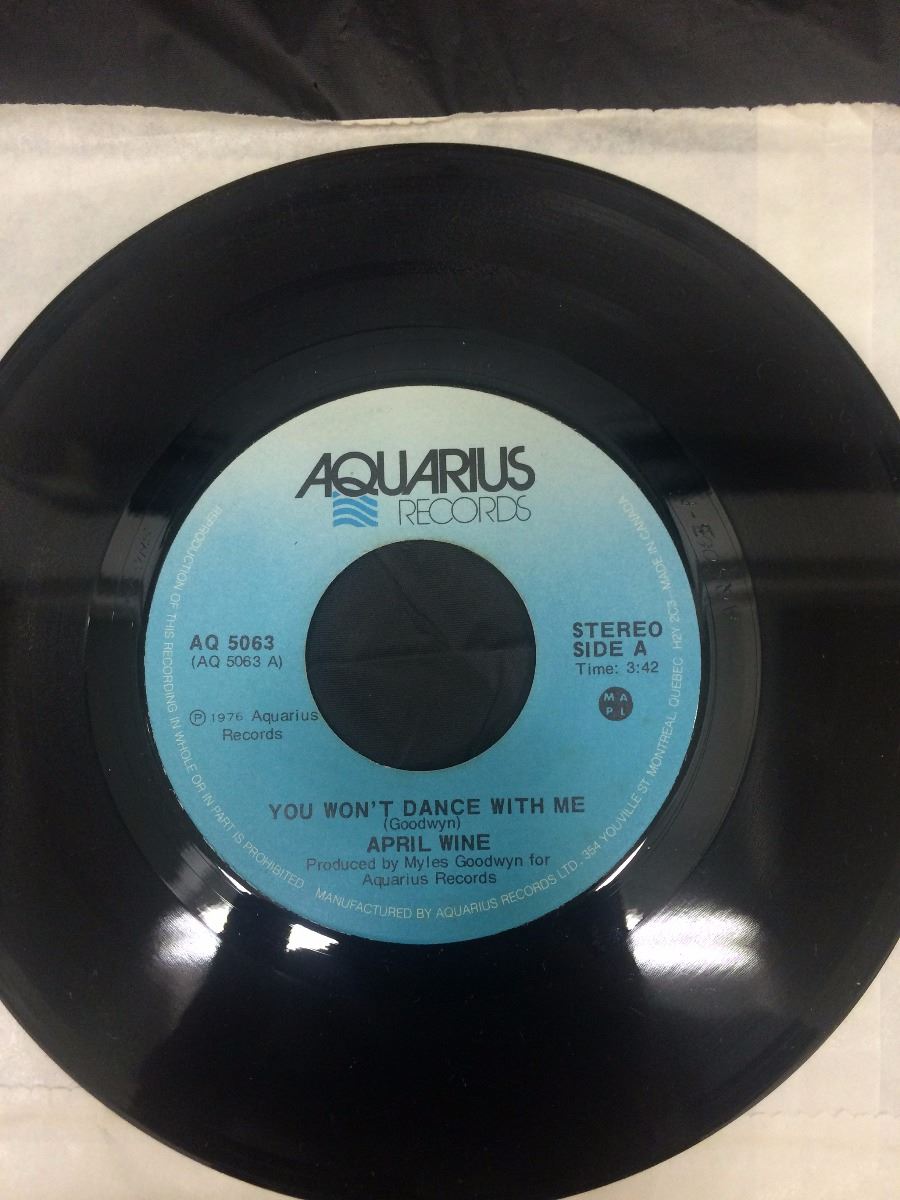 AQUARIUS
RECORDS
AQ 5063
(AQ 5063 A)
Ⓟ 1976 Aquarius
Records
STEREO
SIDE A
Time: 3:42
M A
P L
YOU WON'T DANCE WITH ME
(Goodwyn)
APRIL WINE
Produced by Myles Goodwyn for
Aquarius Records
REPRODUCTION OF THIS RECORDING IN WHOLE OR IN PART IS PROHIBITED. MANUFACTURED BY AQUARIUS RECORDS LTD. 354 YOUVILLE ST. MONTREAL QUEBEC H2Y 2C3 MADE IN CANADA